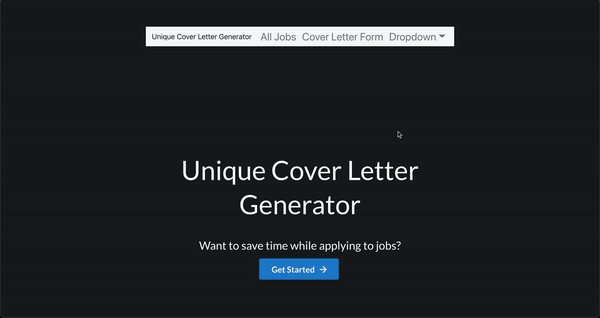 Unique Cover Letter Generator All Jobs Cover Letter Form Dropdown
Unique Cover Letter
Generator
Want to save time while applying to jobs?
Get Started